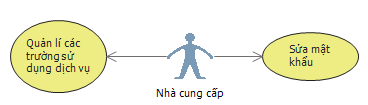 Quản lí các
trường sử
dụng dịch vụ
Sửa mật
khẩu
Nhà cung cấp